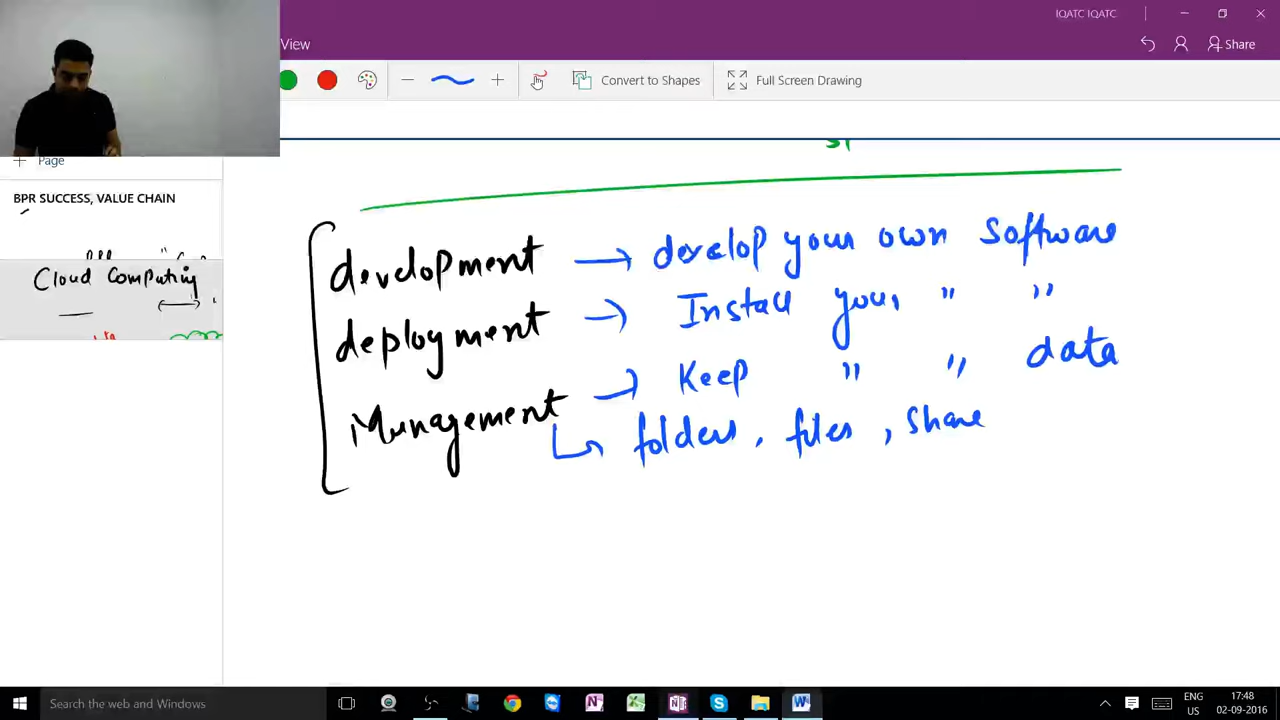 IQATC IQATC
View
Share
Convert to Shapes
Full Screen Drawing
Page
BPR SUCCESS, VALUE CHAIN
Cloud Computing
development → develop your own Software
deployment → Install your " "
Management → Keep " " data
↳ folders, files, share
Search the web and Windows
ENG
US
17:48
02-09-2016